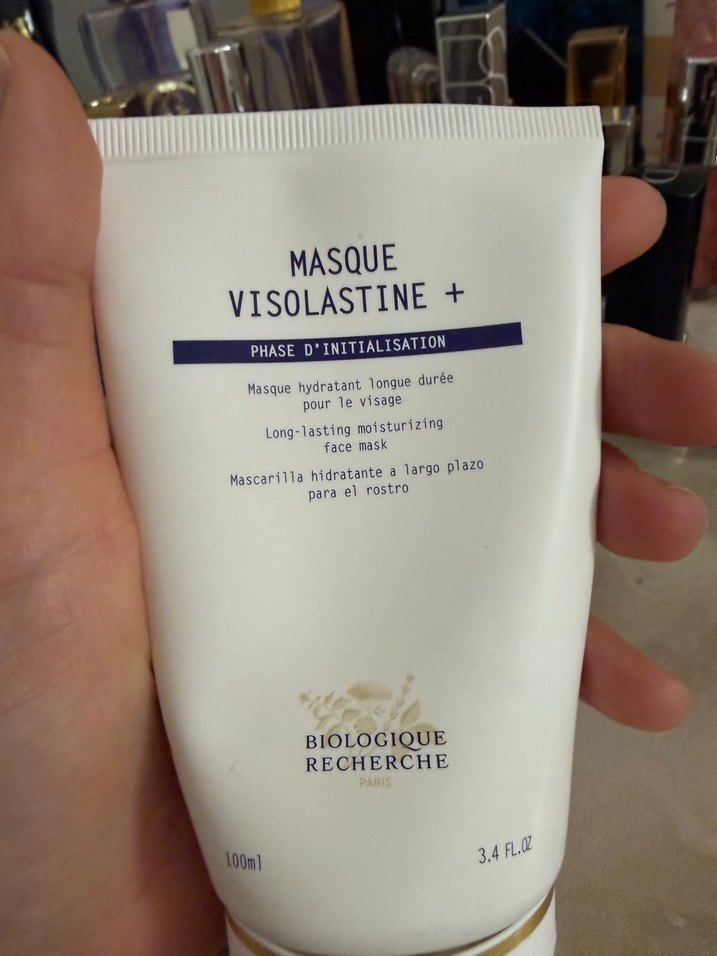 MASQUE
VISOLASTINE +
PHASE D'INITIALISATION
Masque hydratant longue durée
pour le visage
Long-lasting moisturizing
face mask
Mascarilla hidratante a largo plazo
para el rostro
BIOLOGIQUE
RECHERCHE
PARIS
100ml
3.4 FL.OZ